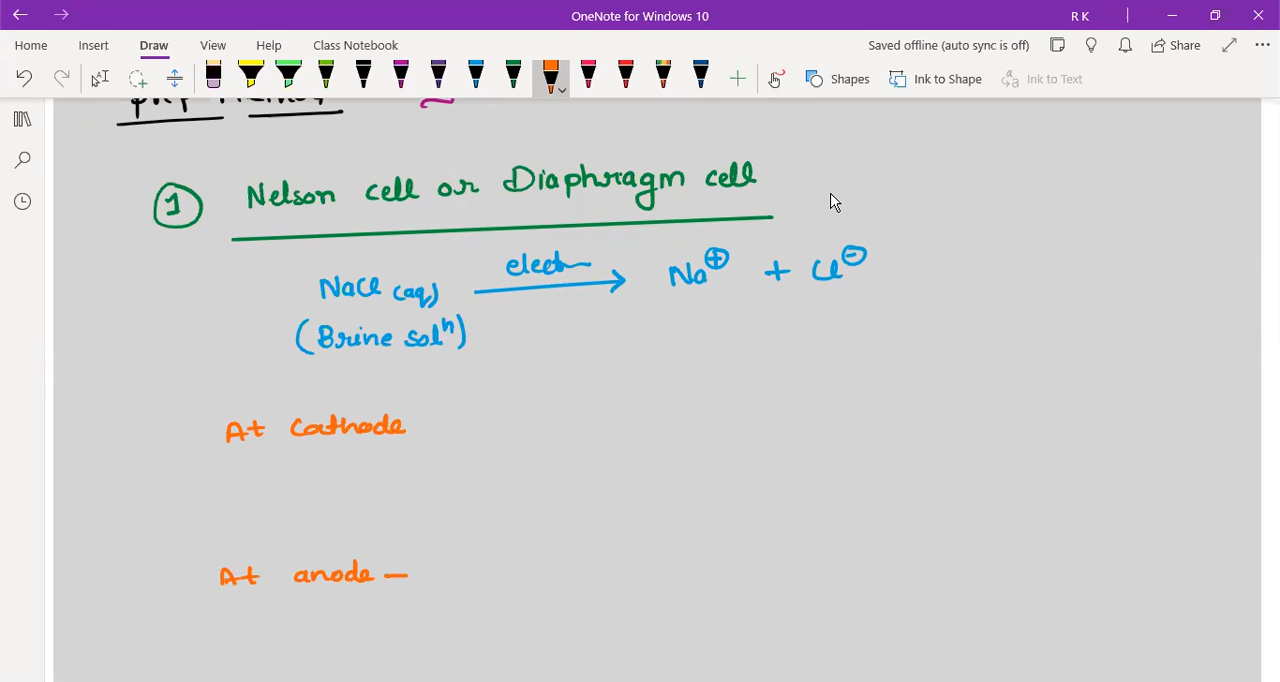 OneNote for Windows 10
R K
Home Insert Draw View Help Class Notebook
Saved offline (auto sync is off) Share
Shapes Ink to Shape Ink to Text
① Nelson cell or Diaphragm cell
NaCl (aq) elect → Na⊕ + Cl⊖
(Brine solⁿ)
At Cathode
At anode —